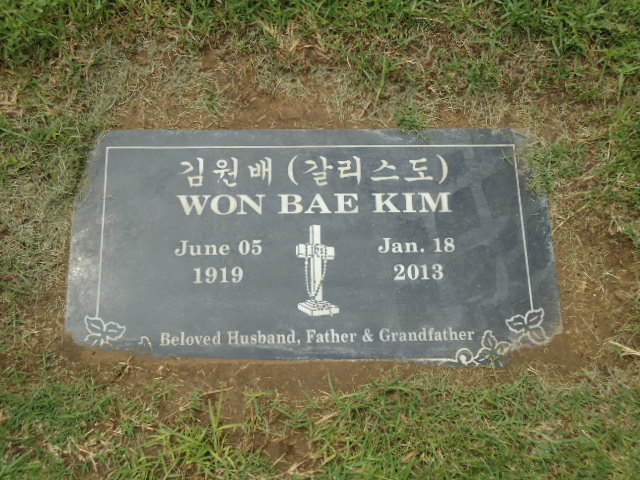 김원배 (갈리스도)
WON BAE KIM
June 05
1919
Jan. 18
2013
Beloved Husband, Father & Grandfather